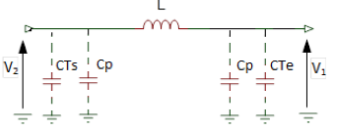 L
V₂ CTs Cp Cp CTe V₁